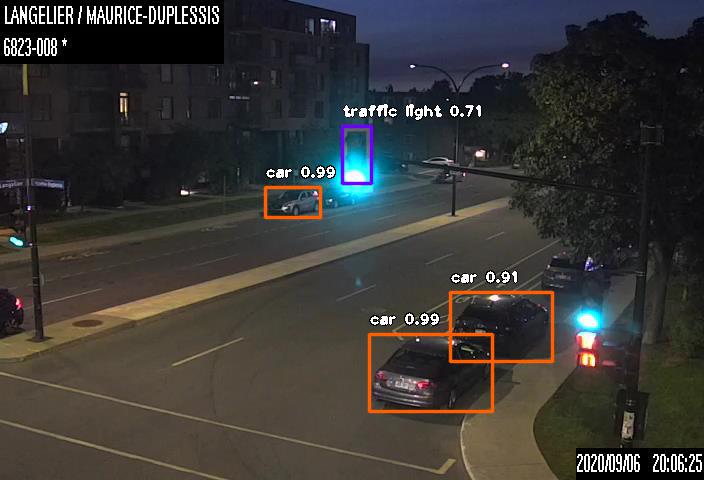 LANGELIER / MAURICE-DUPLESSIS
6823-008 *
traffic light 0.71
car 0.99
car 0.91
car 0.99
Langelier
2020/09/06 20:06:25